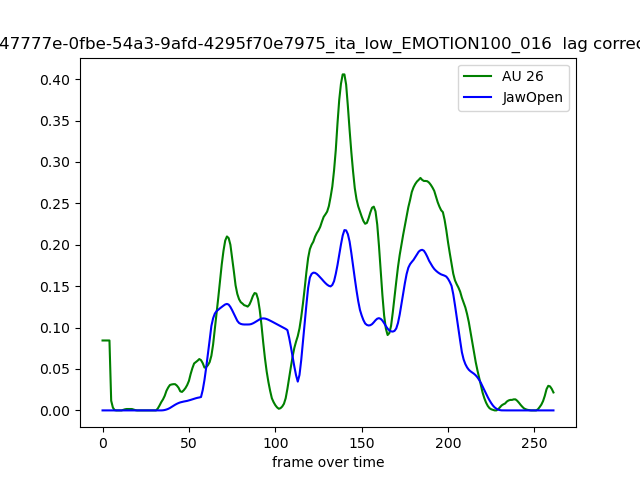 47777e-0fbe-54a3-9afd-4295f70e7975_ita_low_EMOTION100_016 lag correc
AU 26
JawOpen
0.40
0.35
0.30
0.25
0.20
0.15
0.10
0.05
0.00
0 50 100 150 200 250
frame over time